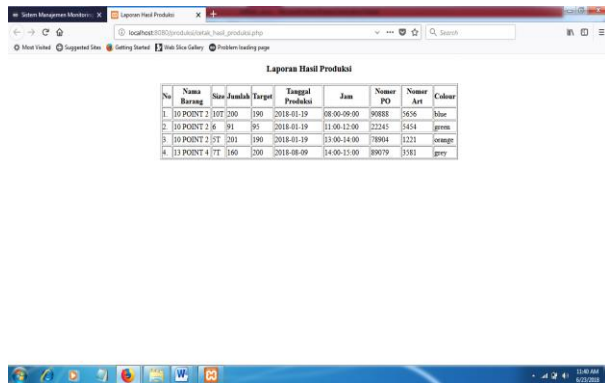 Sistem Manajemen Monitoring X Laporan Hasil Produksi X +
localhost:8080/produksi/cetak_hasil_produksi.php Search
Most Visited Suggested Sites Getting Started Web Slice Gallery Problem loading page
Laporan Hasil Produksi
No Nama Barang Size Jumlah Target Tanggal Produksi Jam Nomer PO Nomer Art Colour
1. 10 POINT 2 10T 200 190 2018-01-19 08:00-09:00 90888 5656 blue
2. 10 POINT 2 6 91 95 2018-01-19 11:00-12:00 22245 5454 green
3. 10 POINT 2 5T 201 190 2018-01-19 13:00-14:00 78904 1221 orange
4. 13 POINT 4 7T 160 200 2018-08-09 14:00-15:00 89079 3581 grey
11:40 AM
6/23/2018